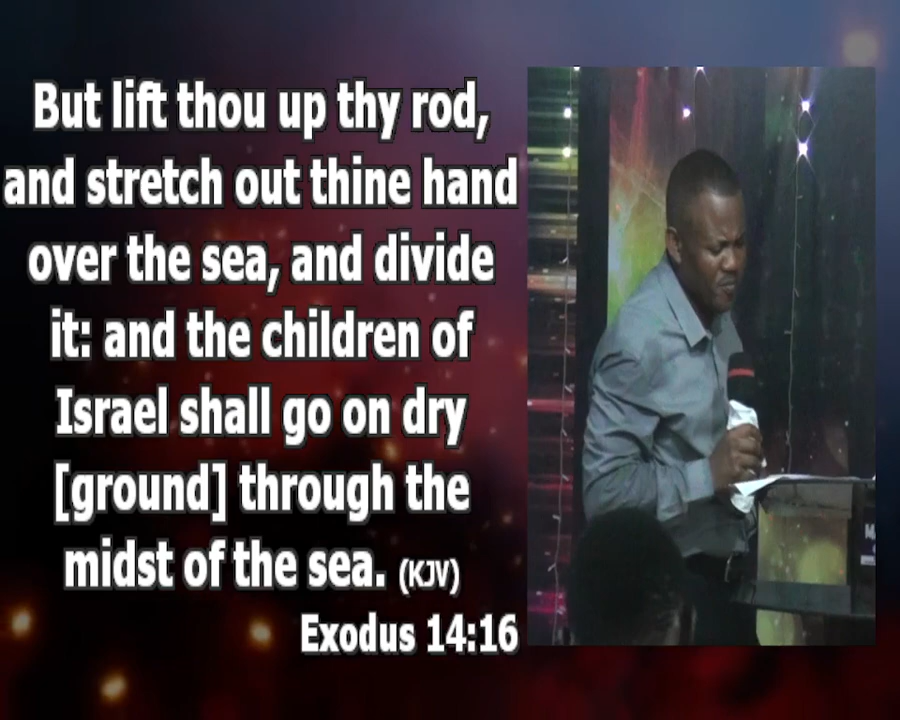 But lift thou up thy rod,
and stretch out thine hand
over the sea, and divide
it: and the children of
Israel shall go on dry
[ground] through the
midst of the sea. (KJV)
Exodus 14:16